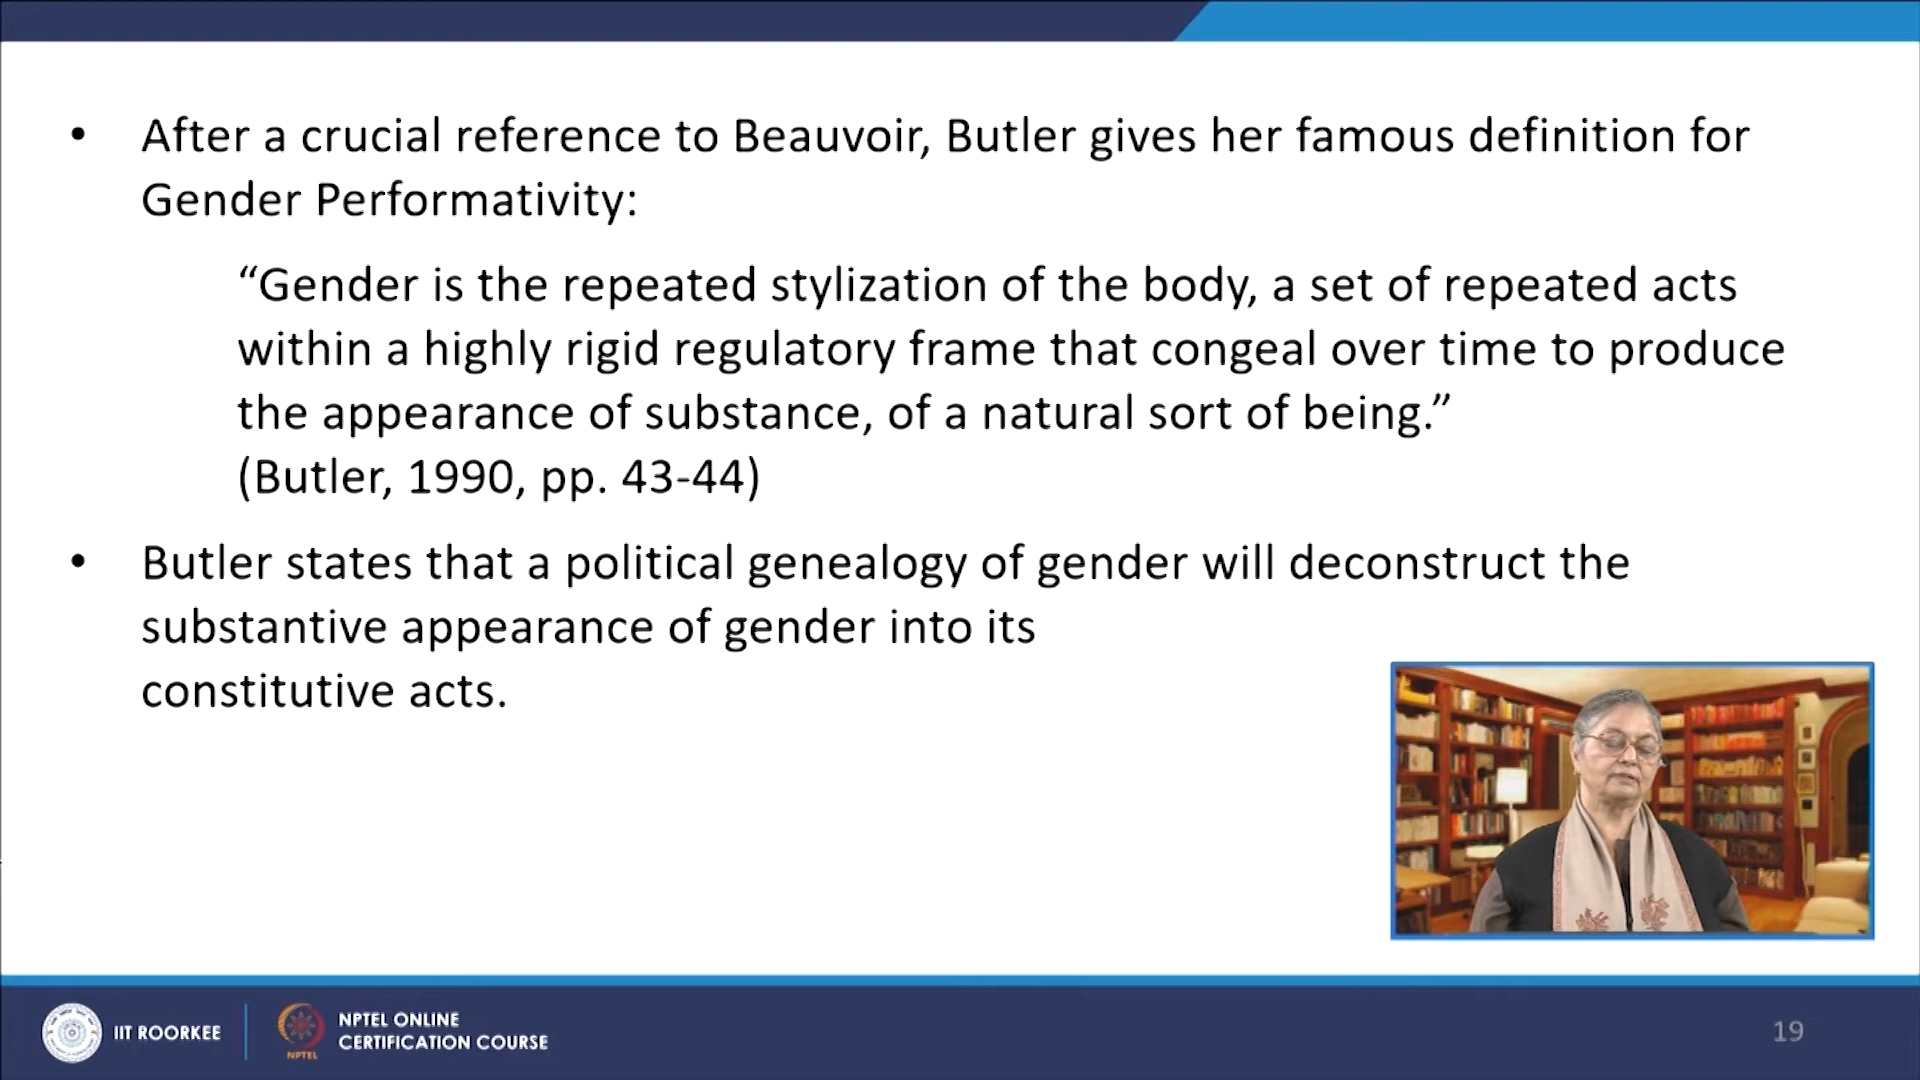 • After a crucial reference to Beauvoir, Butler gives her famous definition for
Gender Performativity:
“Gender is the repeated stylization of the body, a set of repeated acts
within a highly rigid regulatory frame that congeal over time to produce
the appearance of substance, of a natural sort of being.”
(Butler, 1990, pp. 43-44)
• Butler states that a political genealogy of gender will deconstruct the
substantive appearance of gender into its
constitutive acts.
IIT ROORKEE
NPTEL
NPTEL ONLINE
CERTIFICATION COURSE
19